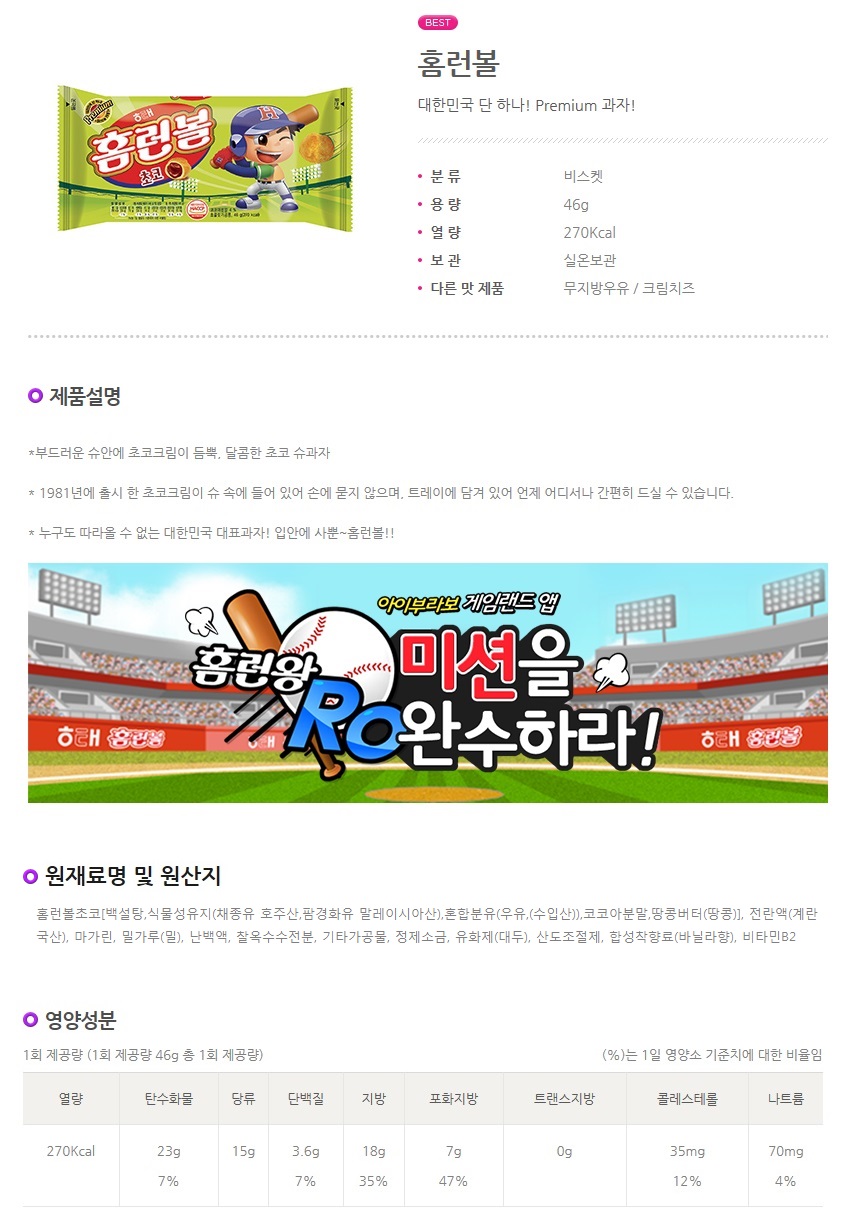 BEST
홈런볼
대한민국 단 하나! Premium 과자!
Premium
해태
홈런볼
초코
H
HACCP
• 분 류 비스켓
• 용 량 46g
• 열 량 270Kcal
• 보 관 실온보관
• 다른 맛 제품 무지방우유 / 크림치즈
제품설명
*부드러운 슈안에 초코크림이 듬뿍, 달콤한 초코 슈과자
* 1981년에 출시 한 초코크림이 슈 속에 들어 있어 손에 묻지 않으며, 트레이에 담겨 있어 언제 어디서나 간편히 드실 수 있습니다.
* 누구도 따라올 수 없는 대한민국 대표과자! 입안에 사뿐~홈런볼!!
아이부라보 게임랜드 앱
홈런왕 미션을
RO 완수하라!
해태 홈런볼 해태 해태 홈런볼
원재료명 및 원산지
홈런볼초코[백설탕,식물성유지(채종유 호주산,팜경화유 말레이시아산),혼합분유(우유,(수입산)),코코아분말,땅콩버터(땅콩)], 전란액(계란
국산), 마가린, 밀가루(밀), 난백액, 찰옥수수전분, 기타가공물, 정제소금, 유화제(대두), 산도조절제, 합성착향료(바닐라향), 비타민B2
영양성분
1회 제공량 (1회 제공량 46g 총 1회 제공량) (%)는 1일 영양소 기준치에 대한 비율임
열량 탄수화물 당류 단백질 지방 포화지방 트랜스지방 콜레스테롤 나트륨
270Kcal 23g 15g 3.6g 18g 7g 0g 35mg 70mg
7% 7% 35% 47% 12% 4%